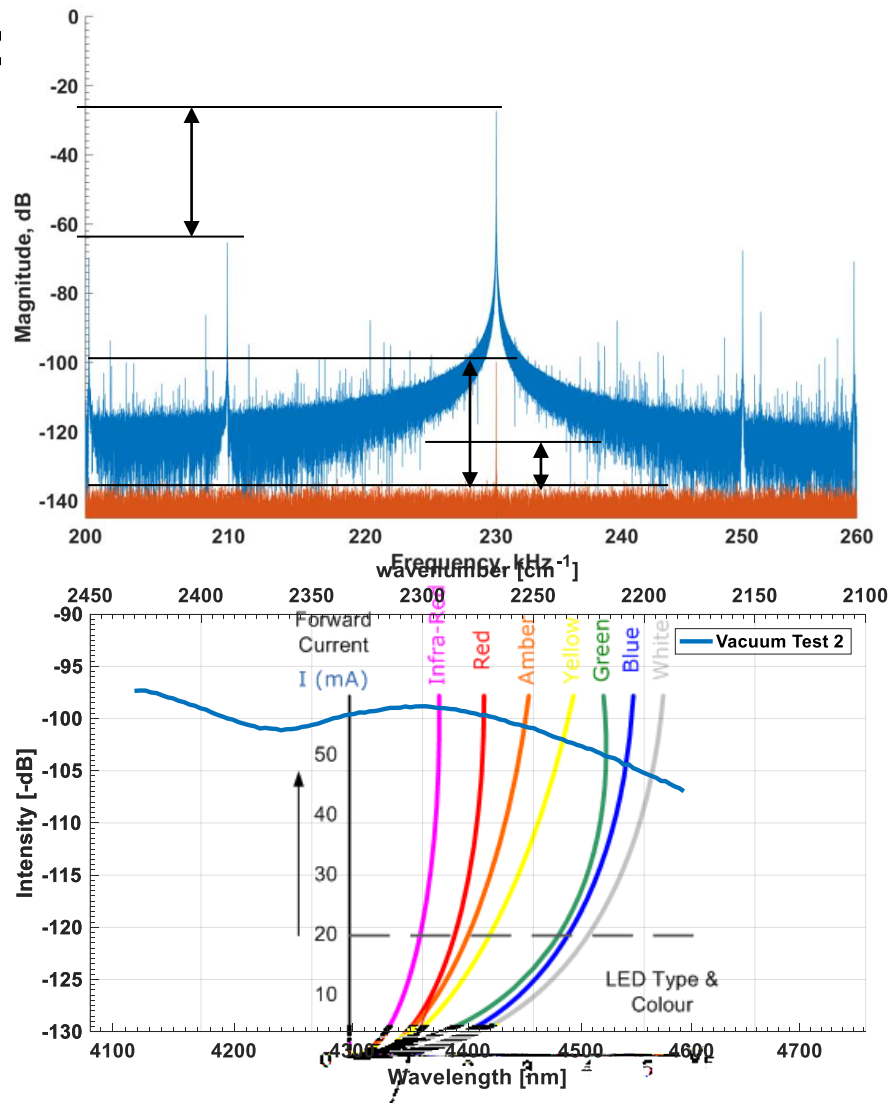 0
-20
-40
-60
-80
-100
-120
-140
Magnitude, dB
200 210 220 230 240 250 260
Frequency, kHz
wavenumber [cm⁻¹]
2450 2400 2350 2300 2250 2200 2150 2100
-90
-95
-100
-105
-110
-115
-120
-125
-130
Intensity [-dB]
Forward
Current
I (mA)
Infra-Red
Red
Amber
Yellow
Green
Blue
White
Vacuum Test 2
50
40
30
20
10
LED Type &
Colour
4100 4200 4300 4400 4500 4600 4700
Wavelength [nm]